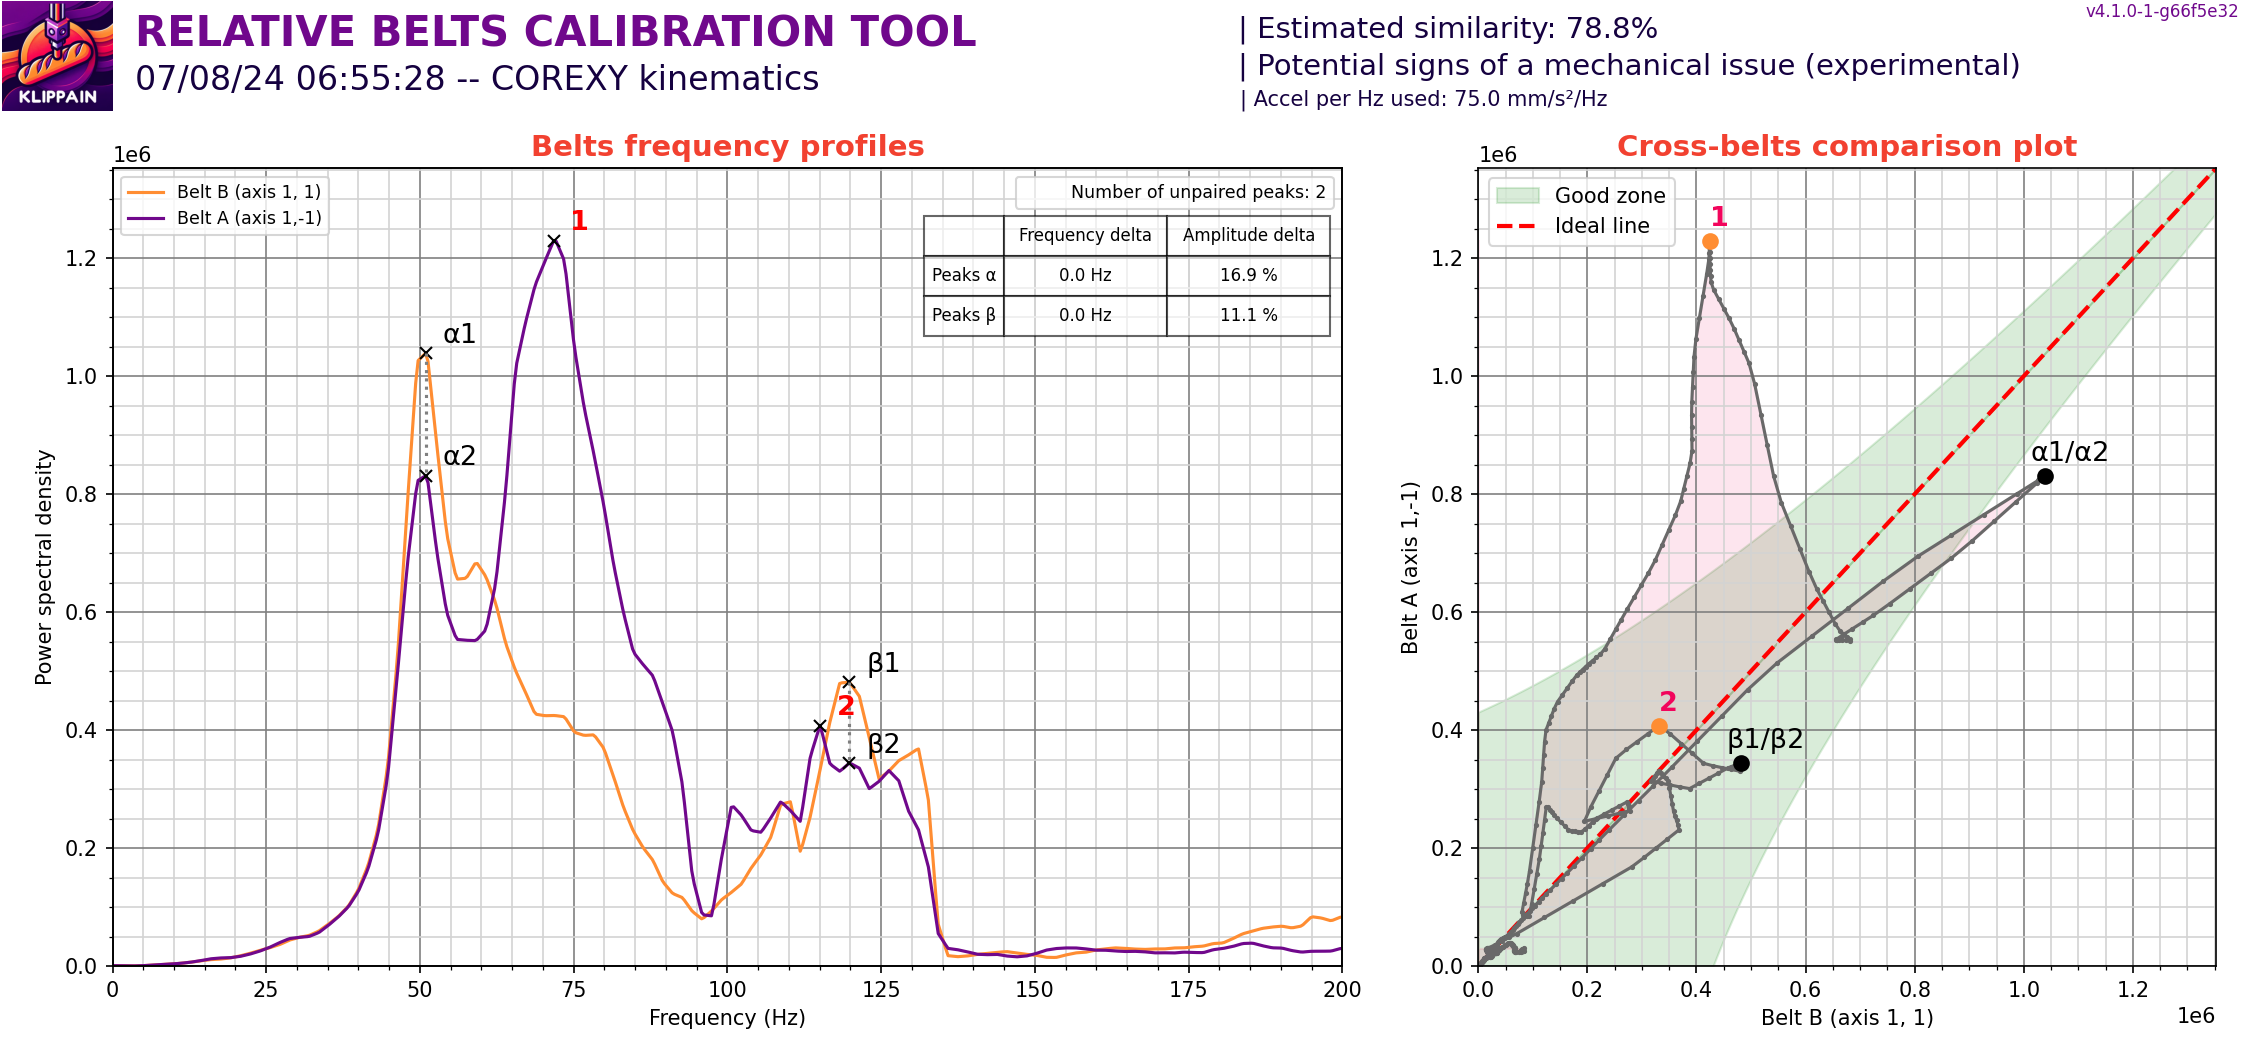 KLIPPAIN
RELATIVE BELTS CALIBRATION TOOL
07/08/24 06:55:28 -- COREXY kinematics
| Estimated similarity: 78.8%
| Potential signs of a mechanical issue (experimental)
| Accel per Hz used: 75.0 mm/s²/Hz
v4.1.0-1-g66f5e32
Belts frequency profiles
1e6
Belt B (axis 1, 1)
Belt A (axis 1,-1)
Number of unpaired peaks: 2
Frequency delta Amplitude delta
Peaks α 0.0 Hz 16.9 %
Peaks β 0.0 Hz 11.1 %
1
α1
α2
β1
2
β2
Power spectral density
1.2
1.0
0.8
0.6
0.4
0.2
0.0
0 25 50 75 100 125 150 175 200
Frequency (Hz)
Cross-belts comparison plot
1e6
Good zone
Ideal line
1
α1/α2
2
β1/β2
Belt A (axis 1,-1)
1.2
1.0
0.8
0.6
0.4
0.2
0.0
0.0 0.2 0.4 0.6 0.8 1.0 1.2
Belt B (axis 1, 1)
1e6